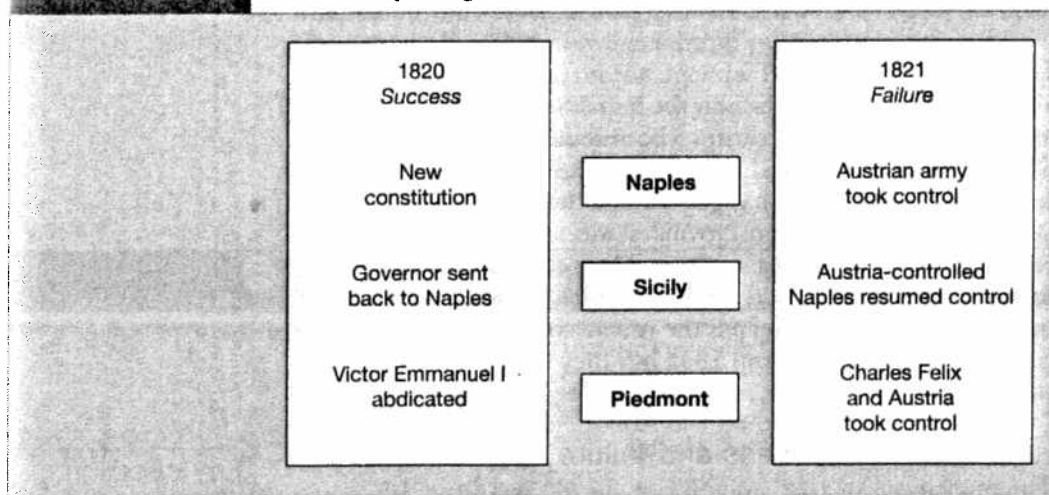 1820
Success
New
constitution
Governor sent
back to Naples
Victor Emmanuel I
abdicated
Naples
Sicily
Piedmont
1821
Failure
Austrian army
took control
Austria-controlled
Naples resumed control
Charles Felix
and Austria
took control